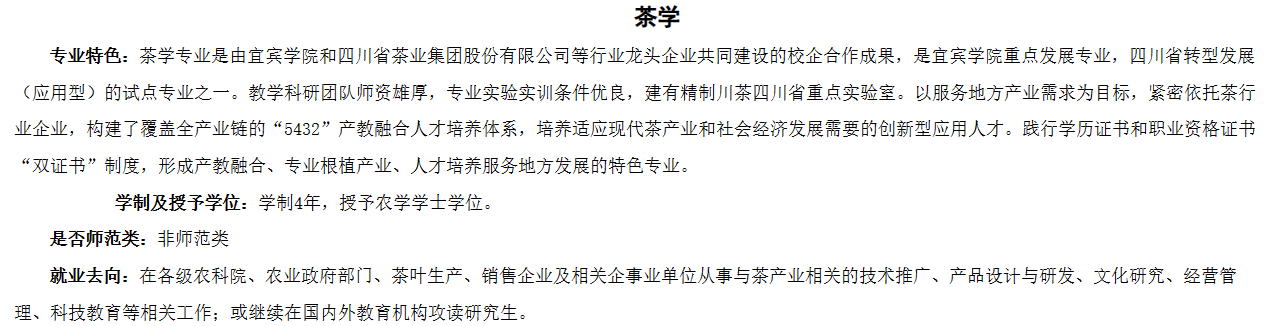 茶学
专业特色：茶学专业是由宜宾学院和四川省茶业集团股份有限公司等行业龙头企业共同建设的校企合作成果，是宜宾学院重点发展专业，四川省转型发展
（应用型）的试点专业之一。教学科研团队师资雄厚，专业实验实训条件优良，建有精制川茶四川省重点实验室。以服务地方产业需求为目标，紧密依托茶行
业企业，构建了覆盖全产业链的“5432”产教融合人才培养体系，培养适应现代茶产业和社会经济发展需要的创新型应用人才。践行学历证书和职业资格证书
“双证书”制度，形成产教融合、专业根植产业、人才培养服务地方发展的特色专业。
学制及授予学位：学制4年，授予农学学士学位。
是否师范类：非师范类
就业去向：在各级农科院、农业政府部门、茶叶生产、销售企业及相关企事业单位从事与茶产业相关的技术推广、产品设计与研发、文化研究、经营管
理、科技教育等相关工作；或继续在国内外教育机构攻读研究生。